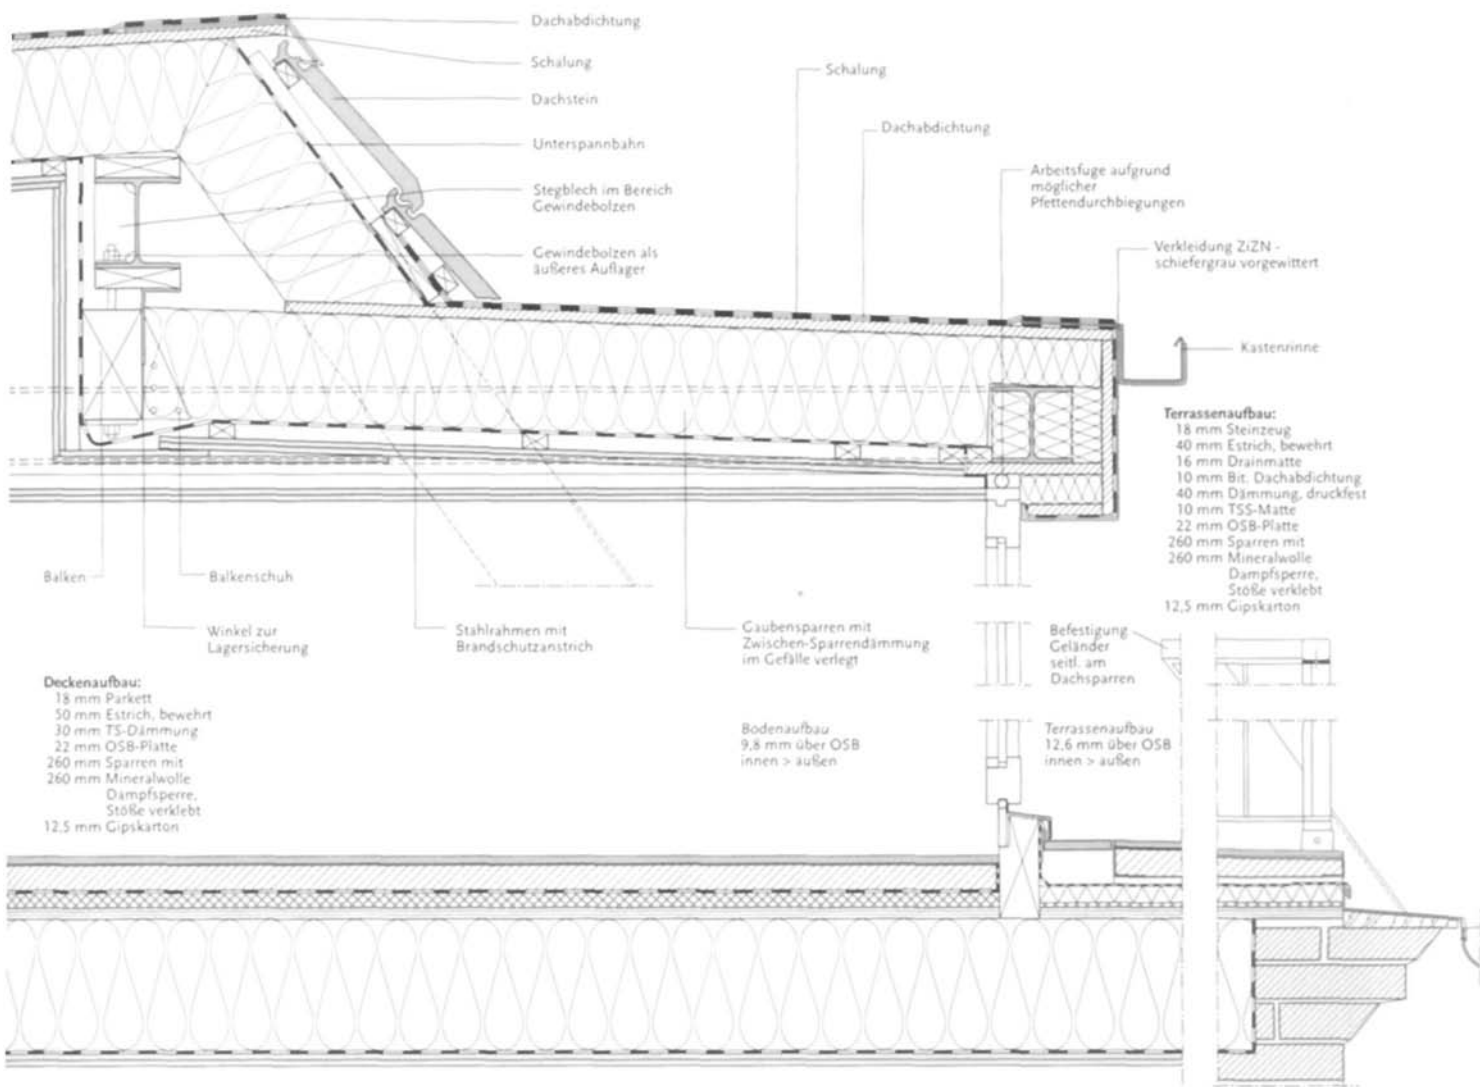 Dachabdichtung
Schalung
Dachstein
Unterspannbahn
Stegblech im Bereich
Gewindebolzen
Gewindebolzen als
äußeres Auflager
Schalung
Dachabdichtung
Arbeitsfuge aufgrund
möglicher
Pfettendurchbiegungen
Verkleidung ZiZN -
schiefergrau vorgewittert
Kastenrinne
Terrassenaufbau:
18 mm Steinzeug
40 mm Estrich, bewehrt
16 mm Drainmatte
10 mm Bit. Dachabdichtung
40 mm Dämmung, druckfest
10 mm TSS-Matte
22 mm OSB-Platte
260 mm Sparren mit
260 mm Mineralwolle
Dampfsperre,
Stöße verklebt
12,5 mm Gipskarton
Balken
Balkenschuh
Winkel zur
Lagersicherung
Stahlrahmen mit
Brandschutzanstrich
Gaubensparren mit
Zwischen-Sparrendämmung
im Gefälle verlegt
Befestigung
Geländer
seitl. am
Dachsparren
Deckenaufbau:
18 mm Parkett
50 mm Estrich, bewehrt
30 mm TS-Dämmung
22 mm OSB-Platte
260 mm Sparren mit
260 mm Mineralwolle
Dampfsperre,
Stöße verklebt
12,5 mm Gipskarton
Bodenaufbau
9,8 mm über OSB
innen > außen
Terrassenaufbau
12,6 mm über OSB
innen > außen